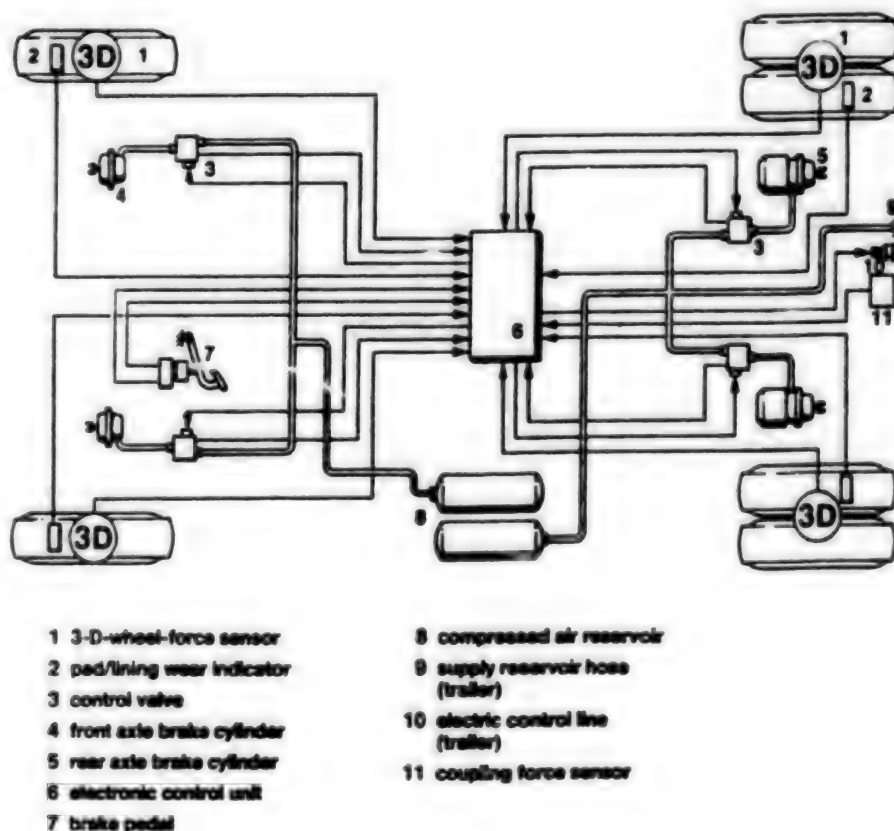 2 3D 1
1
3D
2
4
3
5
3
6
11
7
8
3D
3D
1 3-D-wheel-force sensor
2 pad/lining wear indicator
3 control valve
4 front axle brake cylinder
5 rear axle brake cylinder
6 electronic control unit
7 brake pedal
8 compressed air reservoir
9 supply reservoir hose
(trailer)
10 electric control line
(trailer)
11 coupling force sensor